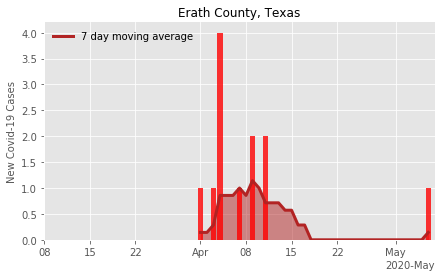 Erath County, Texas
7 day moving average
New Covid-19 Cases
4.0
3.5
3.0
2.5
2.0
1.5
1.0
0.5
0.0
08 15 22 Apr 08 15 22 May
2020-May